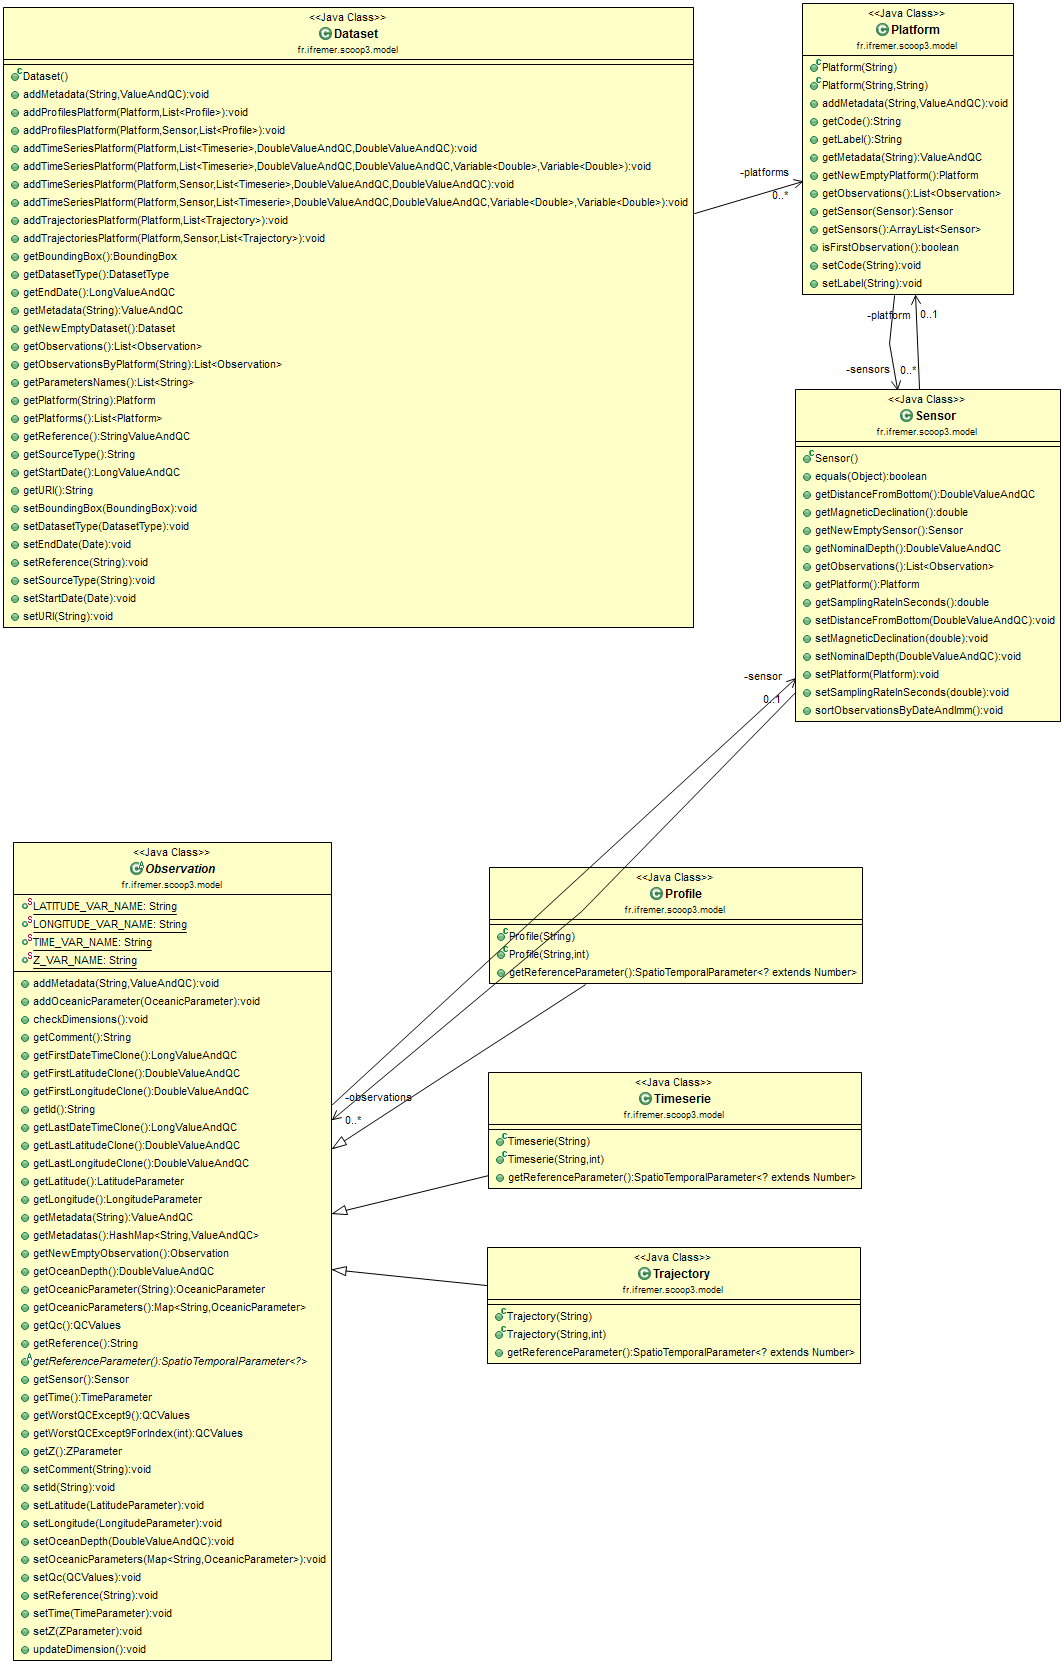 <<Java Class>>
Dataset
fr.ifremer.scoop3.model
Dataset()
addMetadata(String,ValueAndQC):void
addProfilesPlatform(Platform,List<Profile>):void
addProfilesPlatform(Platform,Sensor,List<Profile>):void
addTimeSeriesPlatform(Platform,List<Timeserie>,DoubleValueAndQC,DoubleValueAndQC):void
addTimeSeriesPlatform(Platform,List<Timeserie>,DoubleValueAndQC,DoubleValueAndQC,Variable<Double>,Variable<Double>):void
addTimeSeriesPlatform(Platform,Sensor,List<Timeserie>,DoubleValueAndQC,DoubleValueAndQC):void
addTimeSeriesPlatform(Platform,Sensor,List<Timeserie>,DoubleValueAndQC,DoubleValueAndQC,Variable<Double>,Variable<Double>):void
addTrajectoriesPlatform(Platform,List<Trajectory>):void
addTrajectoriesPlatform(Platform,Sensor,List<Trajectory>):void
getBoundingBox():BoundingBox
getDatasetType():DatasetType
getEndDate():LongValueAndQC
getMetadata(String):ValueAndQC
getNewEmptyDataset():Dataset
getObservations():List<Observation>
getObservationsByPlatform(String):List<Observation>
getParametersNames():List<String>
getPlatform(String):Platform
getPlatforms():List<Platform>
getReference():StringValueAndQC
getSourceType():String
getStartDate():LongValueAndQC
getURI():String
setBoundingBox(BoundingBox):void
setDatasetType(DatasetType):void
setEndDate(Date):void
setReference(String):void
setSourceType(String):void
setStartDate(Date):void
setURI(String):void
-platforms
0..*
<<Java Class>>
Platform
fr.ifremer.scoop3.model
Platform(String)
Platform(String,String)
addMetadata(String,ValueAndQC):void
getCode():String
getLabel():String
getMetadata(String):ValueAndQC
getNewEmptyPlatform():Platform
getObservations():List<Observation>
getSensor(Sensor):Sensor
getSensors():ArrayList<Sensor>
isFirstObservation():boolean
setCode(String):void
setLabel(String):void
-platform
0..1
-sensors
0..*
<<Java Class>>
Sensor
fr.ifremer.scoop3.model
Sensor()
equals(Object):boolean
getDistanceFromBottom():DoubleValueAndQC
getMagneticDeclination():double
getNewEmptySensor():Sensor
getNominalDepth():DoubleValueAndQC
getObservations():List<Observation>
getPlatform():Platform
getSamplingRateInSeconds():double
setDistanceFromBottom(DoubleValueAndQC):void
setMagneticDeclination(double):void
setNominalDepth(DoubleValueAndQC):void
setPlatform(Platform):void
setSamplingRateInSeconds(double):void
sortObservationsByDateAndImm():void
-sensor
0..1
<<Java Class>>
Observation
fr.ifremer.scoop3.model
LATITUDE_VAR_NAME: String
LONGITUDE_VAR_NAME: String
TIME_VAR_NAME: String
Z_VAR_NAME: String
addMetadata(String,ValueAndQC):void
addOceanicParameter(OceanicParameter):void
checkDimensions():void
getComment():String
getFirstDateTimeClone():LongValueAndQC
getFirstLatitudeClone():DoubleValueAndQC
getFirstLongitudeClone():DoubleValueAndQC
getId():String
getLastDateTimeClone():LongValueAndQC
getLastLatitudeClone():DoubleValueAndQC
getLastLongitudeClone():DoubleValueAndQC
getLatitude():LatitudeParameter
getLongitude():LongitudeParameter
getMetadata(String):ValueAndQC
getMetadatas():HashMap<String,ValueAndQC>
getNewEmptyObservation():Observation
getOceanDepth():DoubleValueAndQC
getOceanicParameter(String):OceanicParameter
getOceanicParameters():Map<String,OceanicParameter>
getQc():QCValues
getReference():String
getReferenceParameter():SpatioTemporalParameter<?>
getSensor():Sensor
getTime():TimeParameter
getWorstQCExcept9():QCValues
getWorstQCExcept9ForIndex(int):QCValues
getZ():ZParameter
setComment(String):void
setId(String):void
setLatitude(LatitudeParameter):void
setLongitude(LongitudeParameter):void
setOceanDepth(DoubleValueAndQC):void
setOceanicParameters(Map<String,OceanicParameter>):void
setQc(QCValues):void
setReference(String):void
setTime(TimeParameter):void
setZ(ZParameter):void
updateDimension():void
-observations
0..*
<<Java Class>>
Profile
fr.ifremer.scoop3.model
Profile(String)
Profile(String,int)
getReferenceParameter():SpatioTemporalParameter<? extends Number>
<<Java Class>>
Timeserie
fr.ifremer.scoop3.model
Timeserie(String)
Timeserie(String,int)
getReferenceParameter():SpatioTemporalParameter<? extends Number>
<<Java Class>>
Trajectory
fr.ifremer.scoop3.model
Trajectory(String)
Trajectory(String,int)
getReferenceParameter():SpatioTemporalParameter<? extends Number>